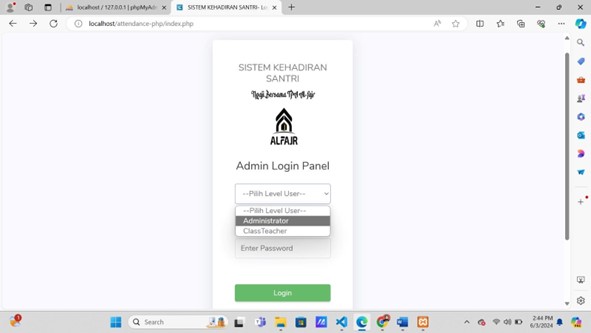 localhost / 127.0.0.1 | phpMyAdm
SISTEM KEHADIRAN SANTRI- Lo
localhost/attendance-php/index.php
SISTEM KEHADIRAN
SANTRI
Ngaji Bersama TPA Al-Fajr
ALFAJR
Admin Login Panel
--Pilih Level User--
--Pilih Level User--
Administrator
ClassTeacher
Enter Password
Login
Search
2:44 PM
6/3/2024